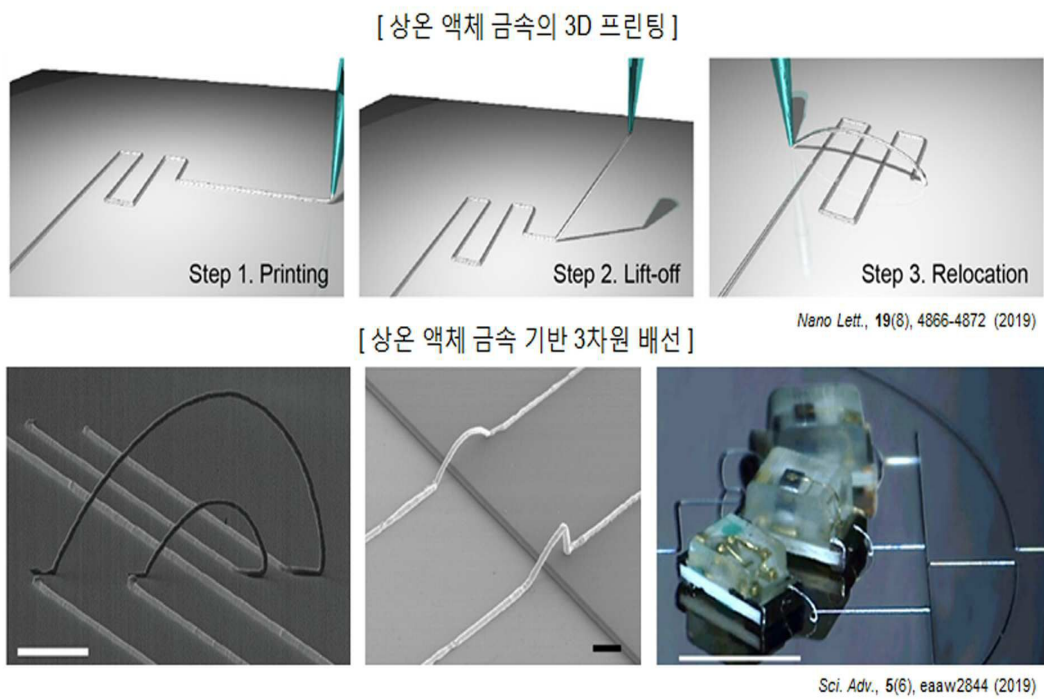 [ 상온 액체 금속의 3D 프린팅 ]
Step 1. Printing
Step 2. Lift-off
Step 3. Relocation
Nano Lett., 19(8), 4866-4872 (2019)
[ 상온 액체 금속 기반 3차원 배선 ]
Sci. Adv., 5(6), eaaw2844 (2019)